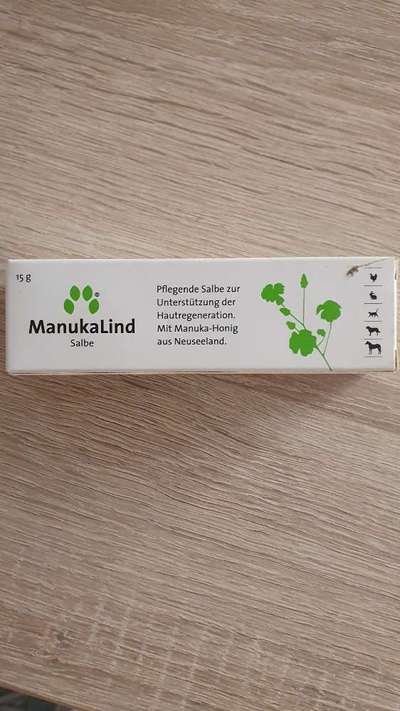 15 g
ManukaLind
Salbe
Pflegende Salbe zur
Unterstützung der
Hautregeneration.
Mit Manuka-Honig
aus Neuseeland.